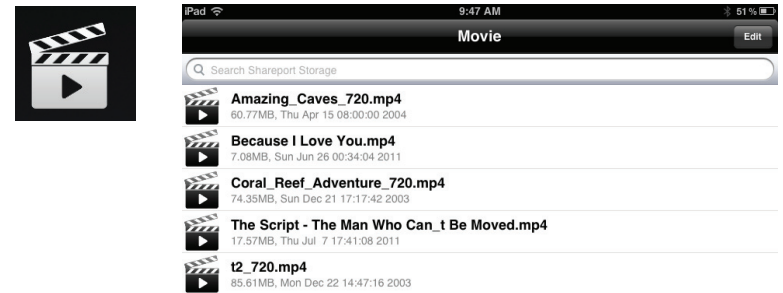 iPad 9:47 AM 51%
Movie Edit
Search Shareport Storage
Amazing_Caves_720.mp4
60.77MB, Thu Apr 15 08:00:00 2004
Because I Love You.mp4
7.08MB, Sun Jun 26 00:34:04 2011
Coral_Reef_Adventure_720.mp4
74.35MB, Sun Dec 21 17:17:42 2003
The Script - The Man Who Can_t Be Moved.mp4
17.57MB, Thu Jul 7 17:41:08 2011
t2_720.mp4
85.61MB, Mon Dec 22 14:47:16 2003